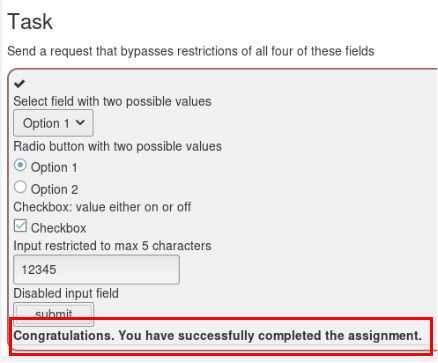 Task
Send a request that bypasses restrictions of all four of these fields
Select field with two possible values
Option 1
Radio button with two possible values
Option 1
Option 2
Checkbox: value either on or off
Checkbox
Input restricted to max 5 characters
12345
Disabled input field
submit
Congratulations. You have successfully completed the assignment.